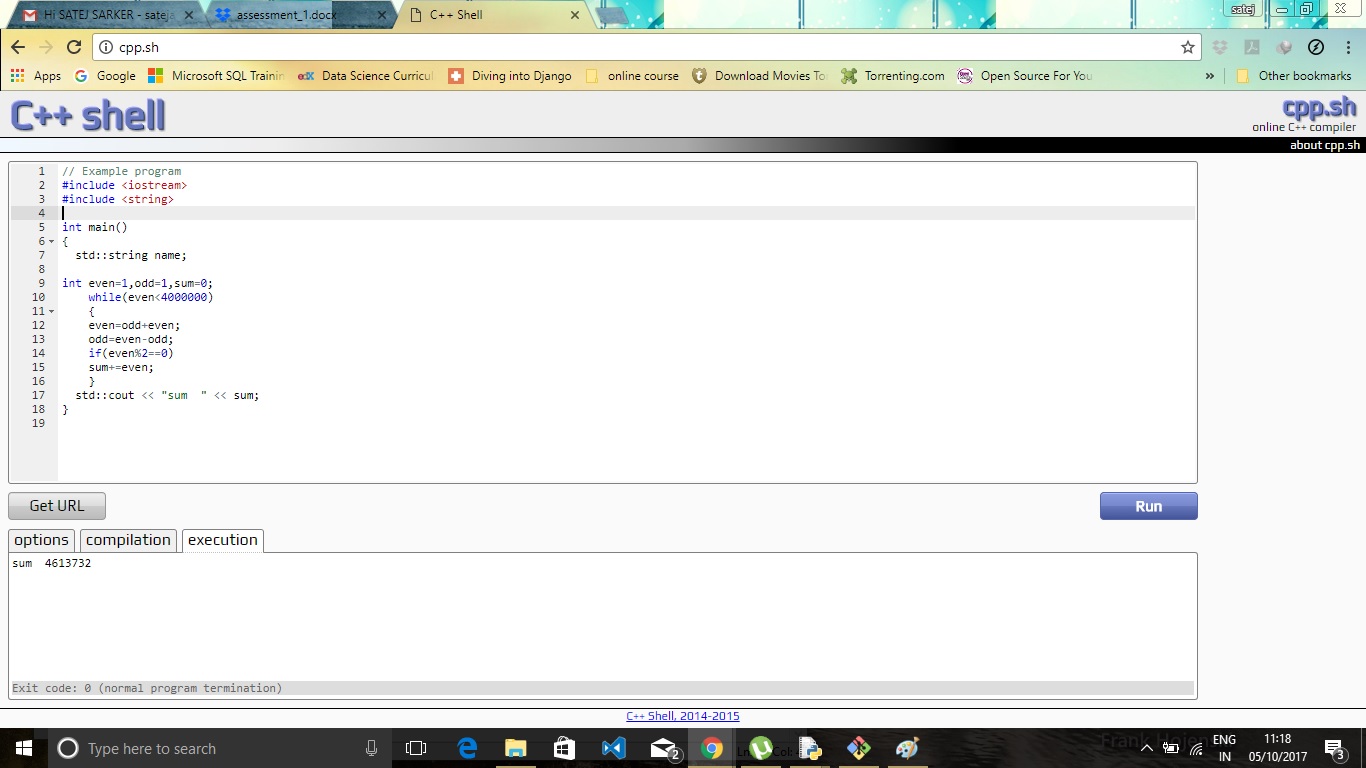 Hi SATEJ SARKER - sateja
assessment_1.docx
C++ Shell
satej
cpp.sh
Apps
Google
Microsoft SQL Trainin
edX
Data Science Curricul
Diving into Django
online course
Download Movies To
Torrenting.com
Open Source For You
»
Other bookmarks
C++ shell
cpp.sh
online C++ compiler
about cpp.sh
1 // Example program
2 #include <iostream>
3 #include <string>
4
5 int main()
6 {
7 std::string name;
8
9 int even=1,odd=1,sum=0;
10 while(even<4000000)
11 {
12 even=odd+even;
13 odd=even-odd;
14 if(even%2==0)
15 sum+=even;
16 }
17 std::cout << "sum  " << sum;
18 }
19
Get URL
Run
options
compilation
execution
sum  4613732
Exit code: 0 (normal program termination)
C++ Shell, 2014-2015
Type here to search
2
ENG
IN
11:18
05/10/2017
3